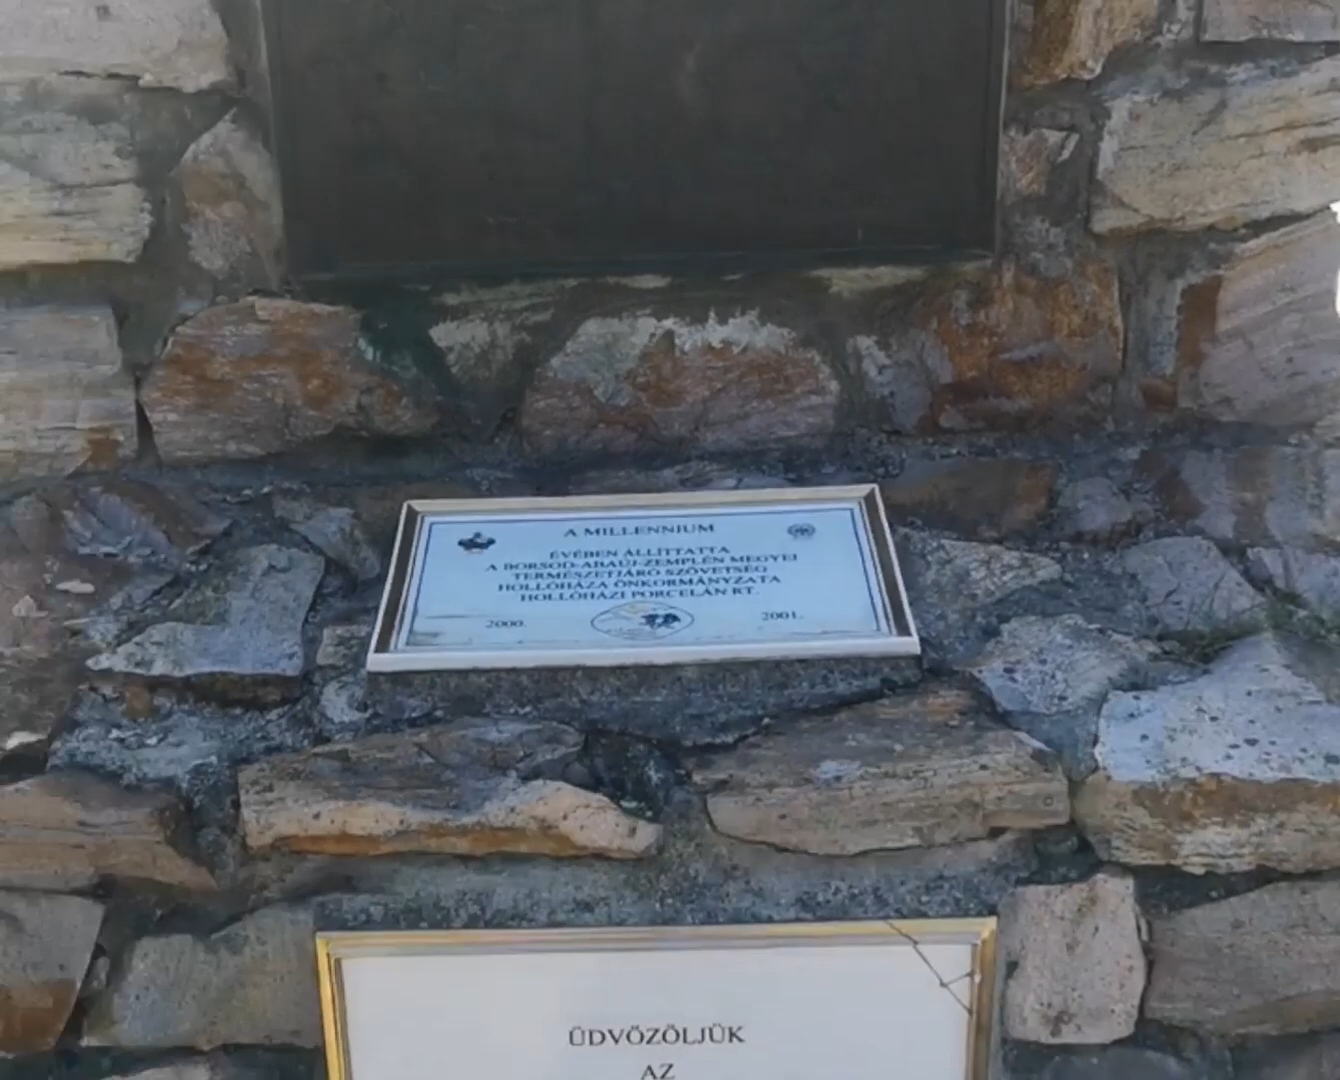 A MILLENNIUM
ÉVÉBEN ÁLLÍTTATTA
A BORSOD-ABAÚJ-ZEMPLÉN MEGYEI
TERMÉSZETJÁRÓ SZÖVETSÉG
HOLLÓHÁZA ÖNKORMÁNYZATA
HOLLÓHÁZI PORCELÁN RT.
2000. 2001.
ÜDVÖZÖLJÜK
AZ